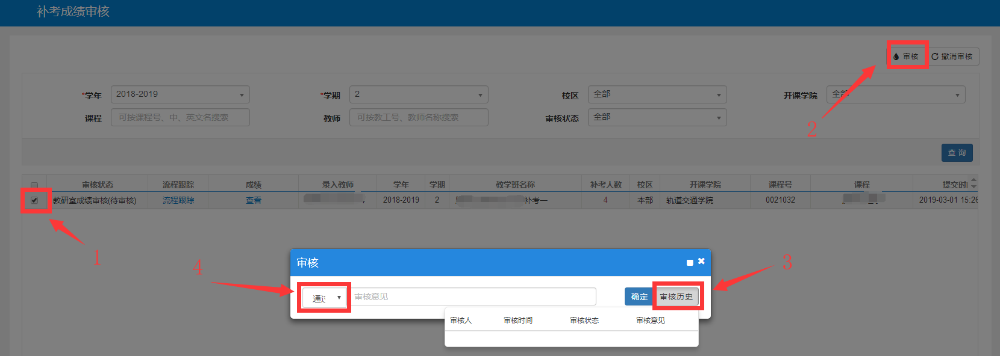 补考成绩审核
审核 撤消审核
*学年 2018-2019 *学期 2 校区 全部 开课学院 全部
课程 可按课程号、中、英文名搜索 教师 可按教工号、教师名称搜索 审核状态 全部
2
查 询
审核状态 流程跟踪 成绩 录入教师 学年 学期 教学班名称 补考人数 校区 开课学院 课程号 课程 提交时
教研室成绩审核(待审核) 流程跟踪 查看 2018-2019 2 补考一 4 本部 轨道交通学院 0021032 2019-03-01 15:26
1
4
3
审核
通过 审核意见 确定 审核历史
审核人 审核时间 审核状态 审核意见